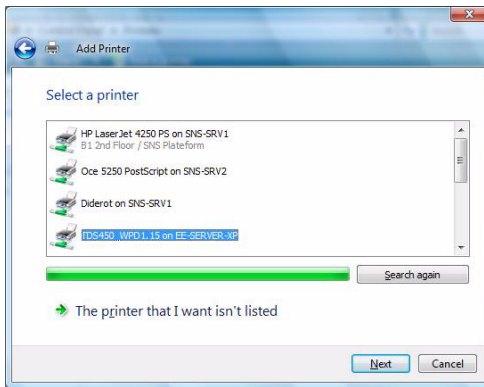 Add Printer
Select a printer
HP LaserJet 4250 PS on SNS-SRV1
B1 2nd Floor / SNS Plateform
Oce 5250 PostScript on SNS-SRV2
Diderot on SNS-SRV1
TDS450_WPD1.15 on EE-SERVER-XP
Search again
The printer that I want isn't listed
Next
Cancel